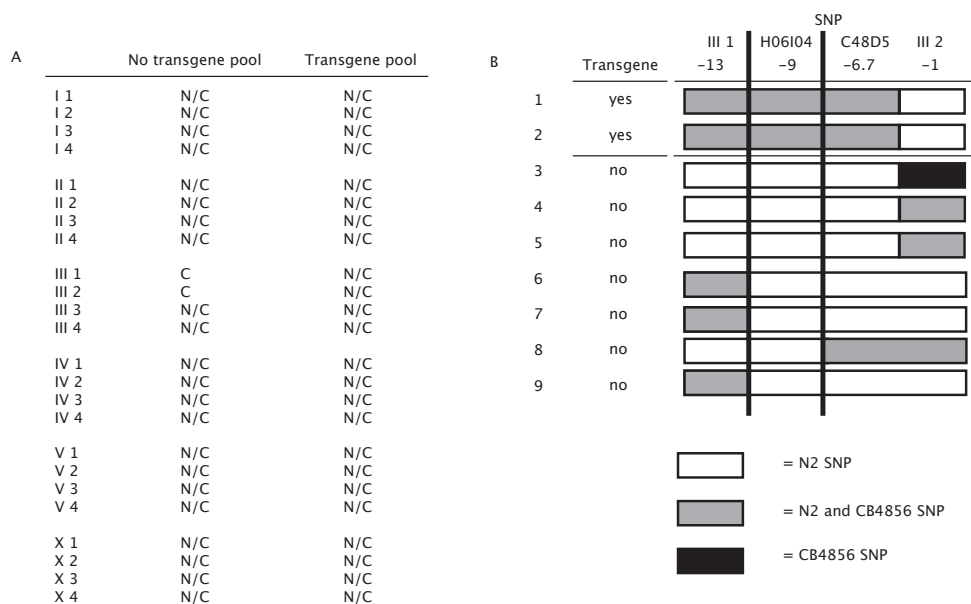 A
No transgene pool Transgene pool
I 1 N/C N/C
I 2 N/C N/C
I 3 N/C N/C
I 4 N/C N/C
II 1 N/C N/C
II 2 N/C N/C
II 3 N/C N/C
II 4 N/C N/C
III 1 C N/C
III 2 C N/C
III 3 N/C N/C
III 4 N/C N/C
IV 1 N/C N/C
IV 2 N/C N/C
IV 3 N/C N/C
IV 4 N/C N/C
V 1 N/C N/C
V 2 N/C N/C
V 3 N/C N/C
V 4 N/C N/C
X 1 N/C N/C
X 2 N/C N/C
X 3 N/C N/C
X 4 N/C N/C
B
SNP
III 1 H06I04 C48D5 III 2
Transgene -13 -9 -6.7 -1
1 yes
2 yes
3 no
4 no
5 no
6 no
7 no
8 no
9 no
= N2 SNP
= N2 and CB4856 SNP
= CB4856 SNP